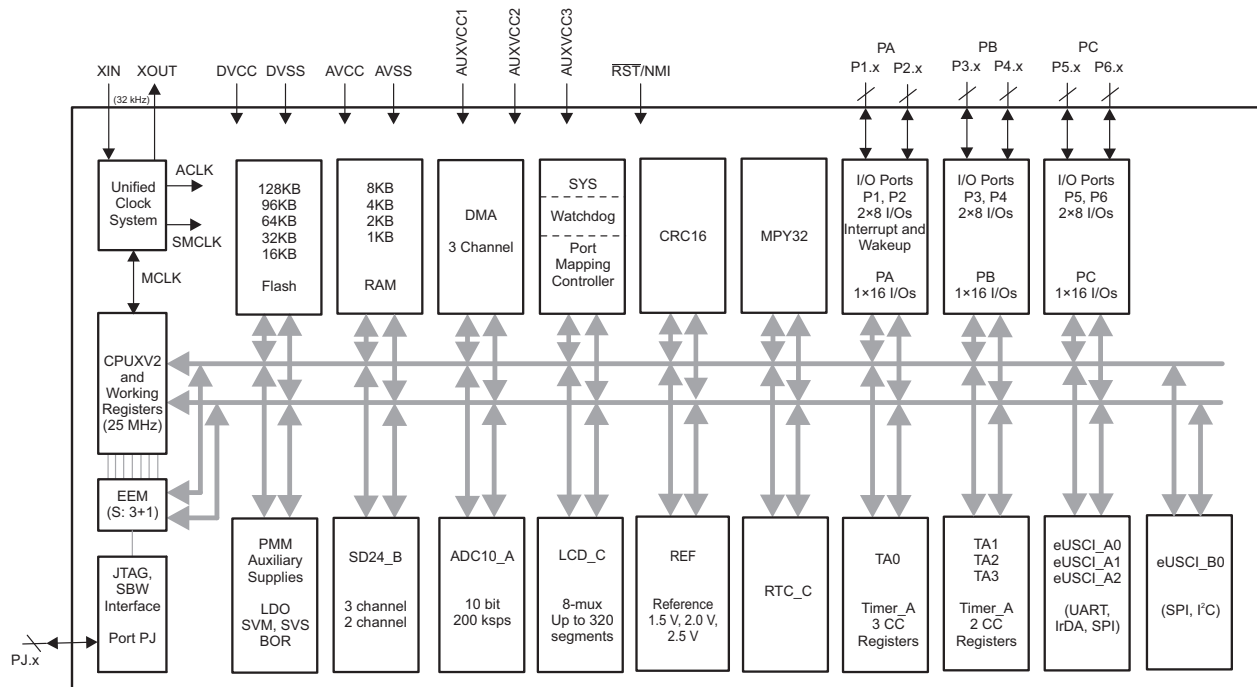 PA
PB
PC
AUXVCC1
AUXVCC2
AUXVCC3
XIN
XOUT
DVCC
DVSS
AVCC
AVSS
RST/NMI
P1.x
P2.x
P3.x
P4.x
P5.x
P6.x
(32 kHz)
Unified
Clock
System
ACLK
SMCLK
MCLK
128KB
96KB
64KB
32KB
16KB
Flash
8KB
4KB
2KB
1KB
RAM
DMA
3 Channel
SYS
Watchdog
Port
Mapping
Controller
CRC16
MPY32
I/O Ports
P1, P2
2×8 I/Os
Interrupt and
Wakeup
PA
1×16 I/Os
I/O Ports
P3, P4
2×8 I/Os
PB
1×16 I/Os
I/O Ports
P5, P6
2×8 I/Os
PC
1×16 I/Os
CPUXV2
and
Working
Registers
(25 MHz)
EEM
(S: 3+1)
JTAG,
SBW
Interface
Port PJ
PJ.x
PMM
Auxiliary
Supplies
LDO
SVM, SVS
BOR
SD24_B
3 channel
2 channel
ADC10_A
10 bit
200 ksps
LCD_C
8-mux
Up to 320
segments
REF
Reference
1.5 V, 2.0 V,
2.5 V
RTC_C
TA0
Timer_A
3 CC
Registers
TA1
TA2
TA3
Timer_A
2 CC
Registers
eUSCI_A0
eUSCI_A1
eUSCI_A2
(UART,
IrDA, SPI)
eUSCI_B0
(SPI, I²C)